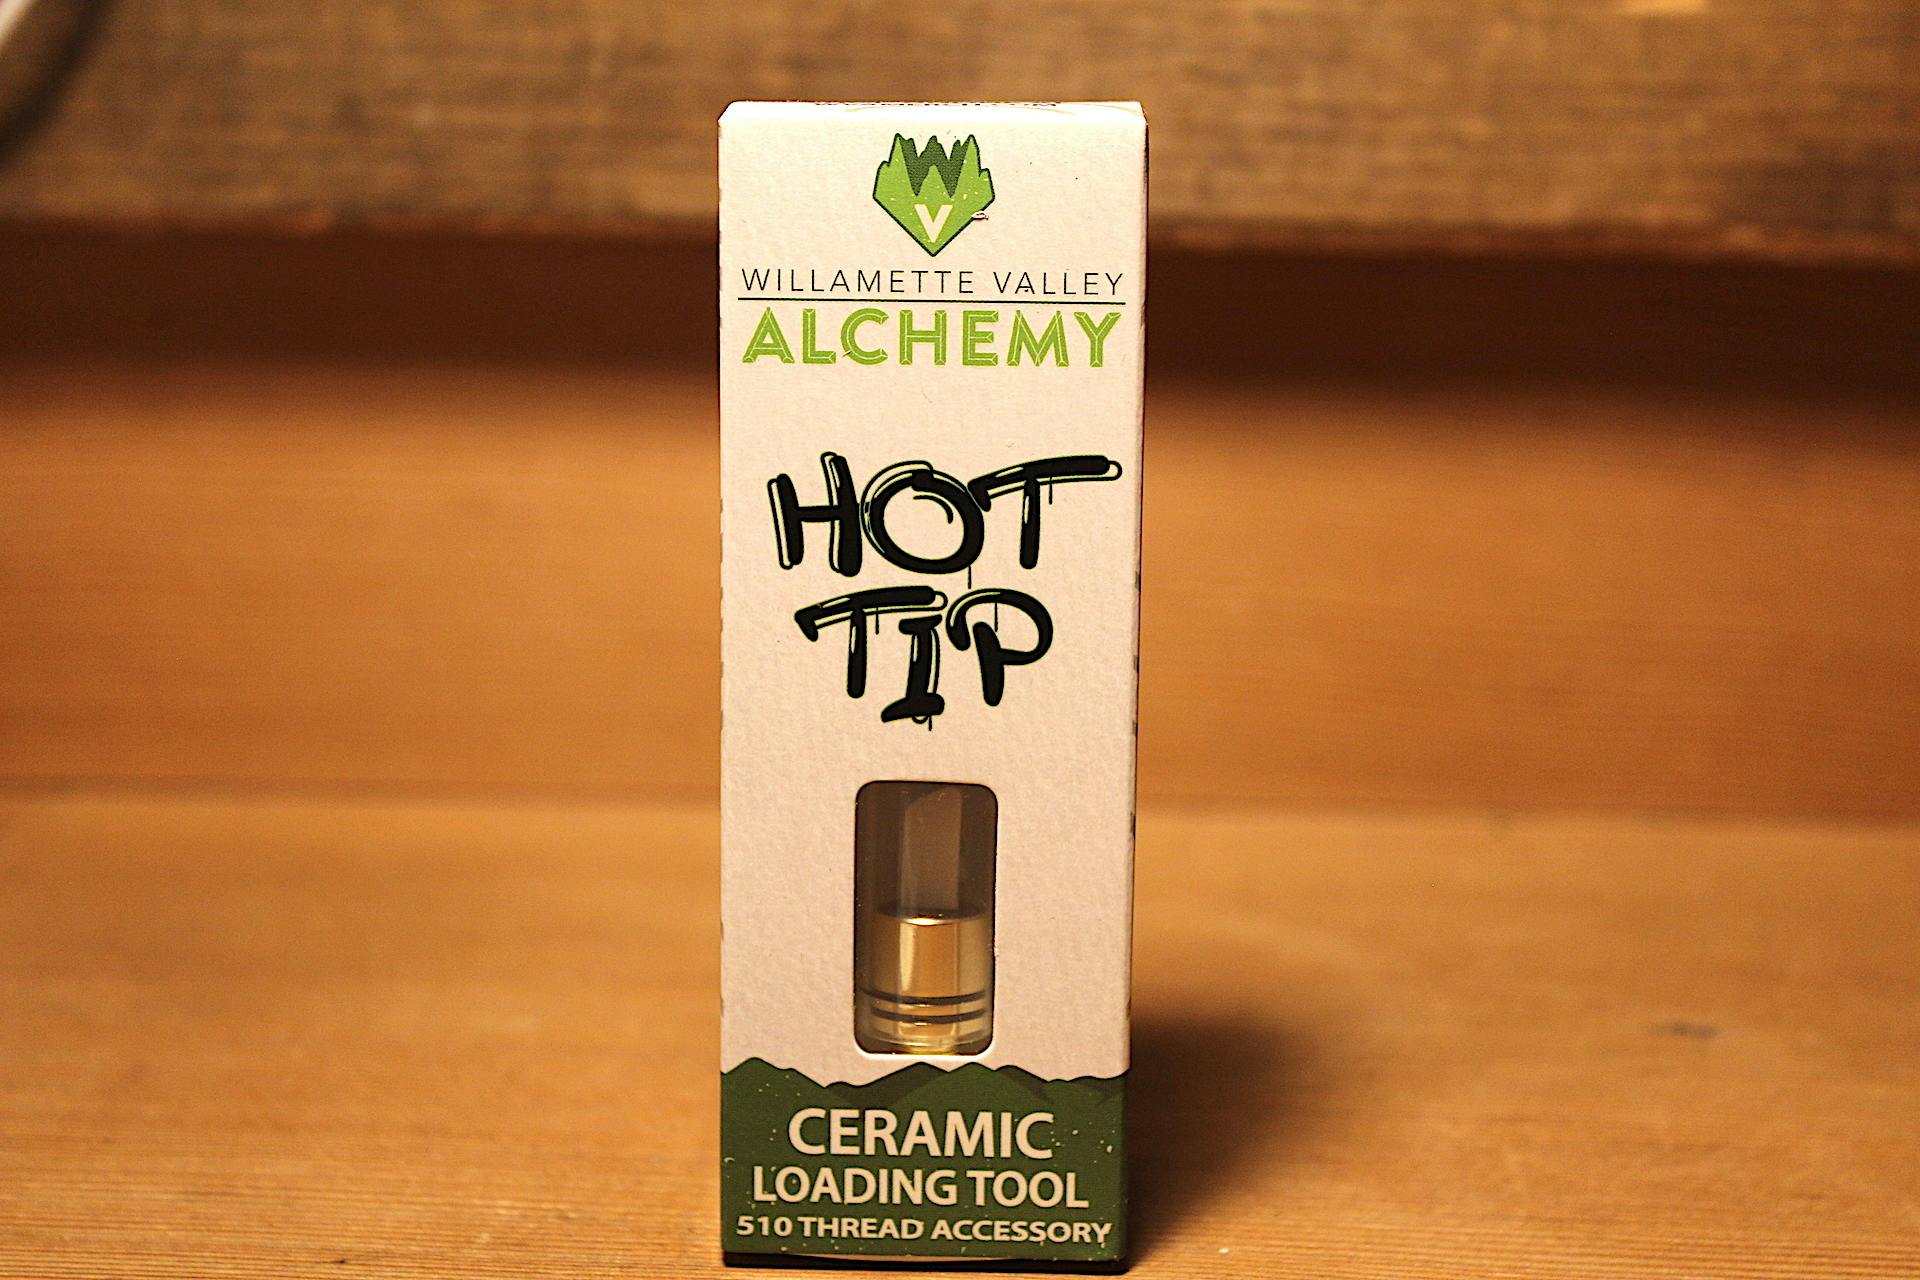 V
WILLAMETTE VALLEY
ALCHEMY
HOT
TIP
CERAMIC
LOADING TOOL
510 THREAD ACCESSORY